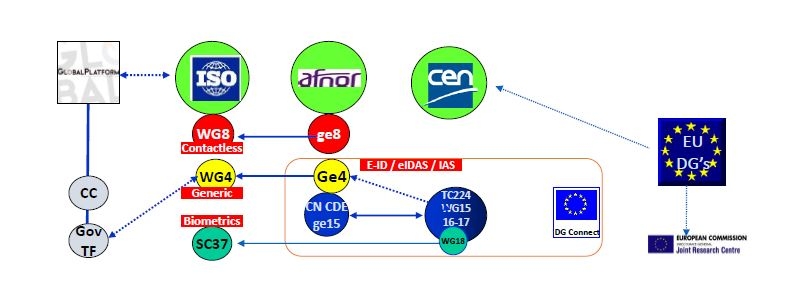 GLOBALPLATFORM
ISO
afnor
cen
WG8
Contactless
ge8
E-ID / eIDAS / IAS
WG4
Generic
Ge4
CC
Gov
TF
Biometrics
SC37
CN CDE
ge15
TC224
WG15
16-17
WG18
DG Connect
EU
DG's
EUROPEAN COMMISSION
Joint Research Centre